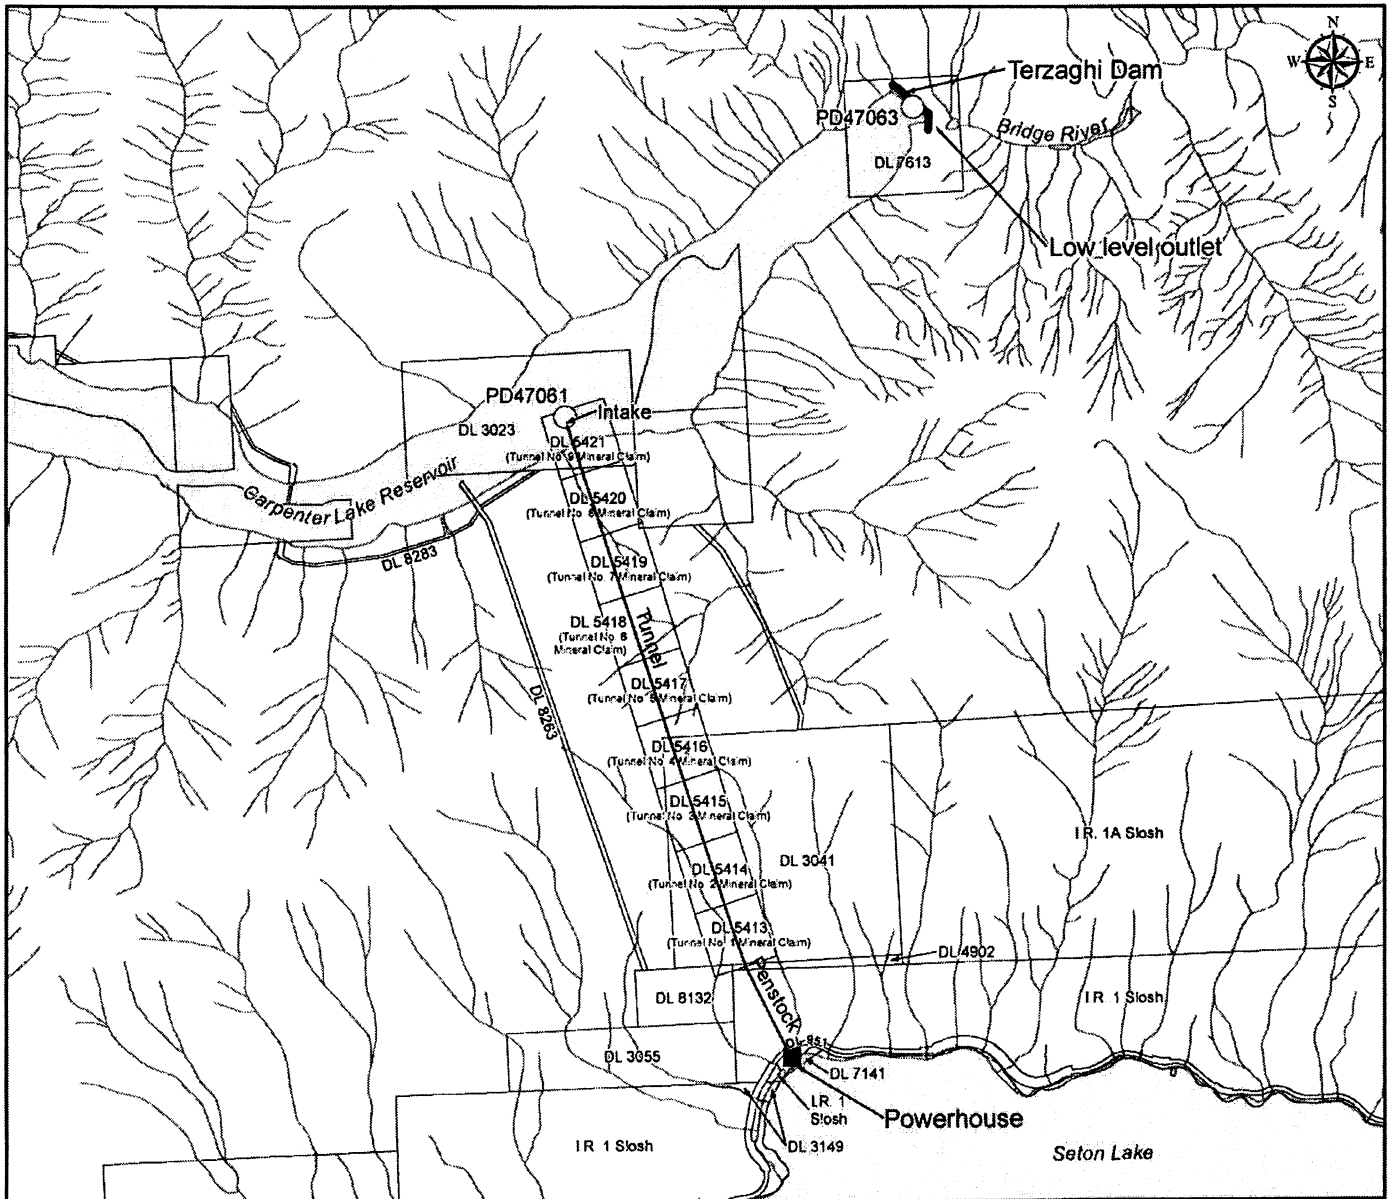 N
W
E
S
Terzaghi Dam
PD47063
Bridge River
DL 7613
Low level outlet
PD47061
Intake
DL 3023
DL 5421
(Tunnel No. 9 Mineral Claim)
Carpenter Lake Reservoir
DL 5420
(Tunnel No. 8 Mineral Claim)
DL 8283
DL 5419
(Tunnel No. 7 Mineral Claim)
Tunnel
DL 5418
(Tunnel No. 6
Mineral Claim)
DL 5417
(Tunnel No. 5 Mineral Claim)
DL 8263
DL 5416
(Tunnel No. 4 Mineral Claim)
DL 5415
(Tunnel No. 3 Mineral Claim)
I.R. 1A Slosh
DL 3041
DL 5414
(Tunnel No. 2 Mineral Claim)
DL 5413
(Tunnel No. 1 Mineral Claim)
DL 4902
Penstock
DL 8132
I.R. 1 Slosh
DL 951
DL 3055
DL 7141
I.R. 1
Slosh
Powerhouse
I.R. 1 Slosh
DL 3149
Seton Lake